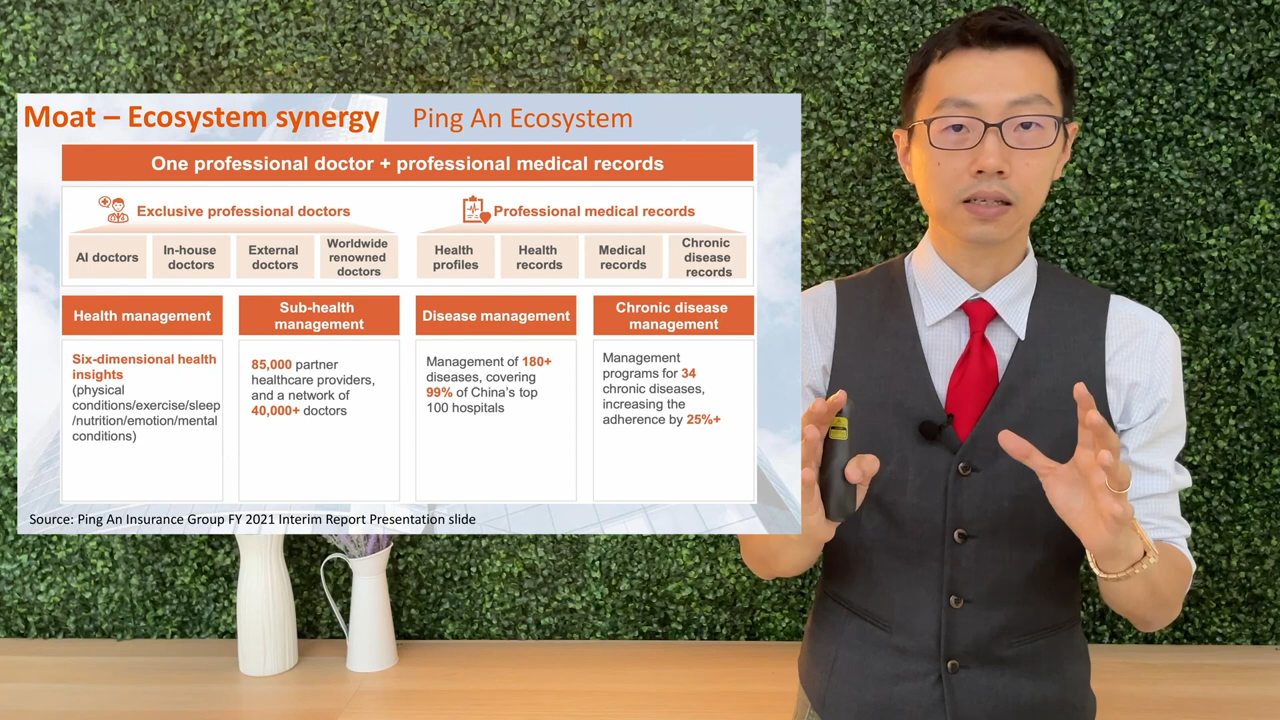 Moat – Ecosystem synergy Ping An Ecosystem
One professional doctor + professional medical records
Exclusive professional doctors
Professional medical records
AI doctors
In-house
doctors
External
doctors
Worldwide
renowned
doctors
Health
profiles
Health
records
Medical
records
Chronic
disease
records
Health management
Six-dimensional health
insights
(physical
conditions/exercise/sleep
/nutrition/emotion/mental
conditions)
Sub-health
management
85,000 partner
healthcare providers,
and a network of
40,000+ doctors
Disease management
Management of 180+
diseases, covering
99% of China's top
100 hospitals
Chronic disease
management
Management
programs for 34
chronic diseases,
increasing the
adherence by 25%+
Source: Ping An Insurance Group FY 2021 Interim Report Presentation slide